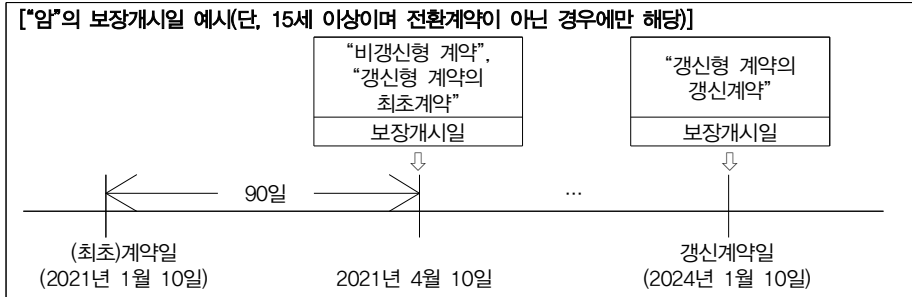 [“암”의 보장개시일 예시(단, 15세 이상이며 전환계약이 아닌 경우에만 해당)]
“비갱신형 계약”,
“갱신형 계약의
최초계약”
보장개시일
“갱신형 계약의
갱신계약”
보장개시일
90일
…
(최초)계약일
(2021년 1월 10일)
2021년 4월 10일
갱신계약일
(2024년 1월 10일)